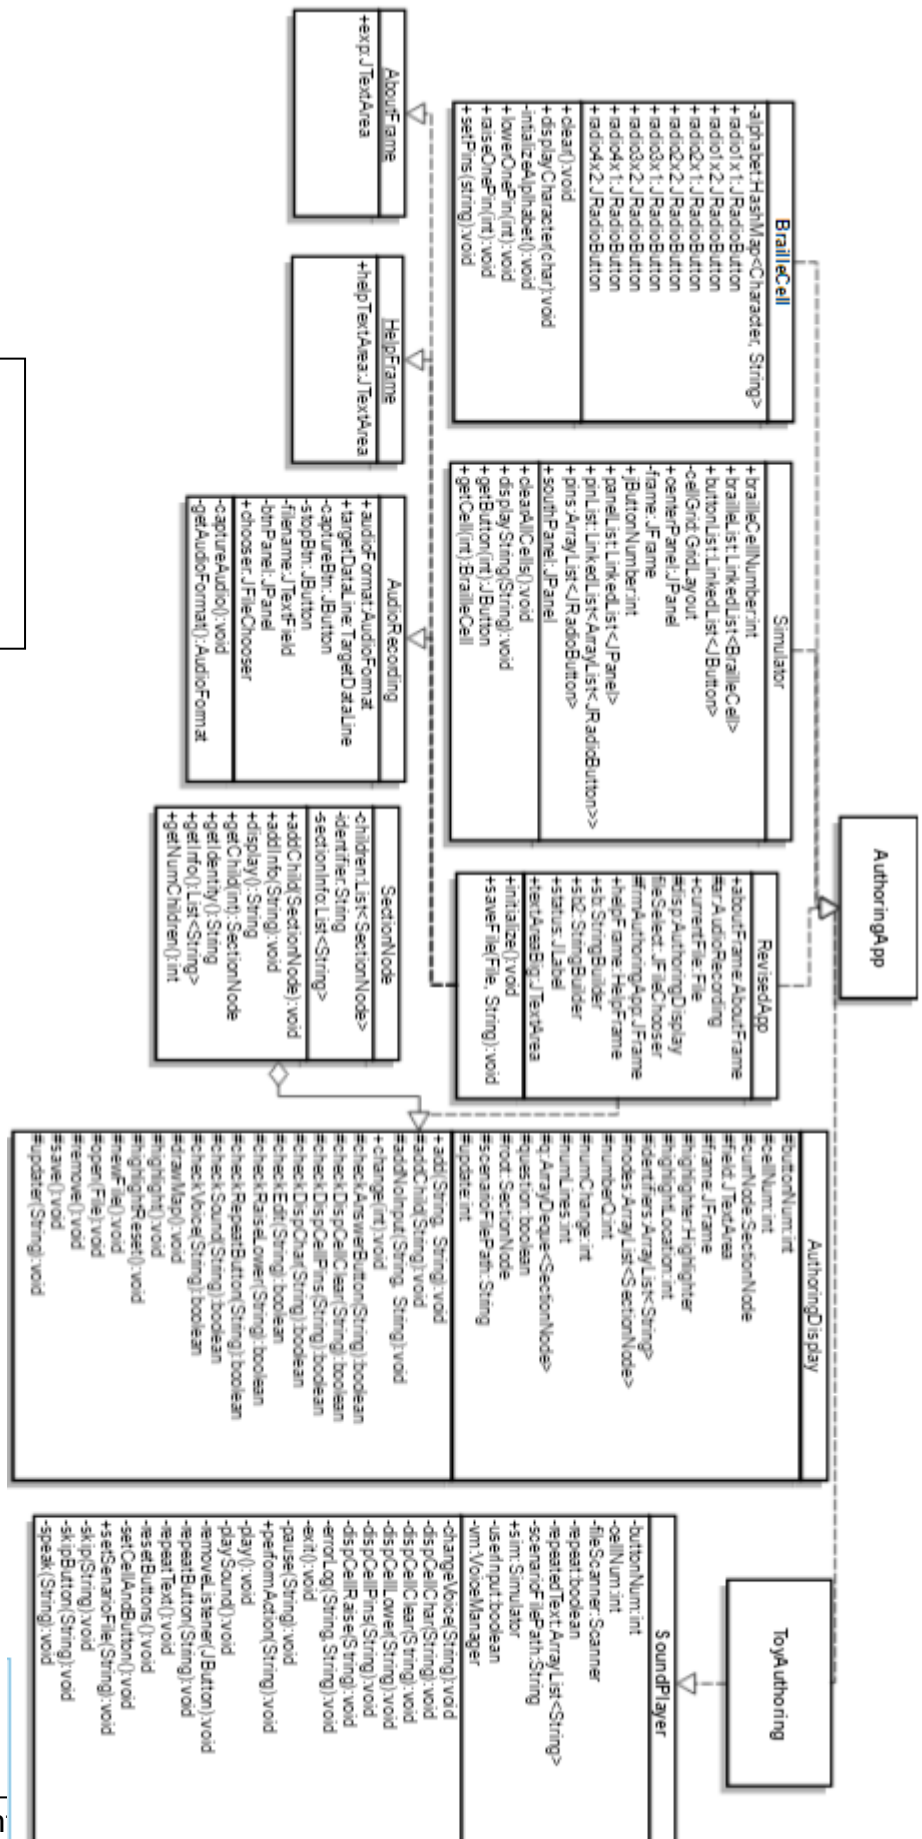 AuthoringApp
ToyAuthoring
BrailleCell
-alphabet:HashMap<Character, String>
+radio1x1:JRadioButton
+radio1x2:JRadioButton
+radio2x1:JRadioButton
+radio2x2:JRadioButton
+radio3x1:JRadioButton
+radio3x2:JRadioButton
+radio4x1:JRadioButton
+radio4x2:JRadioButton
+clear():void
+displayCharacter(char):void
-intializeAlphabet():void
+lowerOnePin(int):void
+raiseOnePin(int):void
+setPins(string):void
Simulator
+brailleCellNumber:int
+brailleList:LinkedList<BrailleCell>
+buttonList:LinkedList<JButton>
-cellGrid:GridLayout
+centerPanel:JPanel
-frame:JFrame
+jButtonNumber:int
+panelList:LinkedList<JPanel>
+pinList:LinkedList<ArrayList<JRadioButton>>
+pins:ArrayList<JRadioButton>
+southPanel:JPanel
+clearAllCells():void
+displayString(String):void
+getButton(int):JButton
+getCell(int):BrailleCell
RevisedApp
+aboutFrame:AboutFrame
#ar:AudioRecording
+currentFile:File
#disp:AuthoringDisplay
fileSelect:JFileChooser
#frmAuthoringApp:JFrame
+helpFrame:HelpFrame
+sb:StringBuilder
+sb2:StringBuilder
+status:JLabel
+textAreaBig:JTextArea
+initialize():void
+saveFile(File, String):void
AuthoringDisplay
#buttonNum:int
#cellNum:int
#currNode:SectionNode
#field:JTextArea
#frame:JFrame
#highlighter:Highlighter
#highlightLocation:int
#identifiers:ArrayList<String>
#nodes:ArrayList<SectionNode>
#numberQ:int
#numChange:int
#numLines:int
#q:ArrayDeque<SectionNode>
#question:boolean
#root:SectionNode
#scenarioFilePath:String
#update:int
+add(String, String):void
#addChild(String):void
#addNoInput(String, String):void
+change(int):void
#checkAnswerButton(String):boolean
#checkDispCellClear(String):boolean
#checkDispCellPins(String):boolean
#checkDispChar(String):boolean
#checkEdit(String):boolean
#checkRaiseLower(String):boolean
#checkRepeatButton(String):boolean
#checkSound(String):boolean
#checkVoice(String):boolean
#drawMap():void
#highlight():void
#highlightReset():void
#newFile():void
#open(File):void
#remove():void
#save():void
#updater(String):void
SoundPlayer
-buttonNum:int
-cellNum:int
-fileScanner:Scanner
-repeat:boolean
-repeatedText:ArrayList<String>
-scenarioFilePath:String
+sim:Simulator
-userInput:boolean
-vm:VoiceManager
-changeVoice(String):void
-dispCellChar(String):void
-dispCellClear(String):void
-dispCellLower(String):void
-dispCellPins(String):void
-dispCellRaise(String):void
-errorLog(String,String):void
-exit():void
-pause(String):void
+performAction(String):void
-play():void
-playSound():void
-removeListener(JButton):void
-repeatButton(String):void
-repeatText():void
-resetButtons():void
-setCellAndButton():void
+setSenarioFile(String):void
-skip(String):void
-skipButton(String):void
-speak(String):void
AboutFrame
+exp:JTextArea
HelpFrame
+helpTextArea:JTextArea
AudioRecording
+audioFormat:AudioFormat
+targetDataLine:TargetDataLine
-captureBtn:JButton
-stopBtn:JButton
-filename:JTextField
-btnPanel:JPanel
+chooser:JFileChooser
-captureAudio():void
-getAudioFormat():AudioFormat
SectionNode
-children:List<SectionNode>
-identifier:String
-sectionInfo:List<String>
+addChild(SectionNode):void
+addInfo(String):void
+display():String
+getChild(int):SectionNode
+getIdentity():String
+getInfo():List<String>
+getNumChildren():int